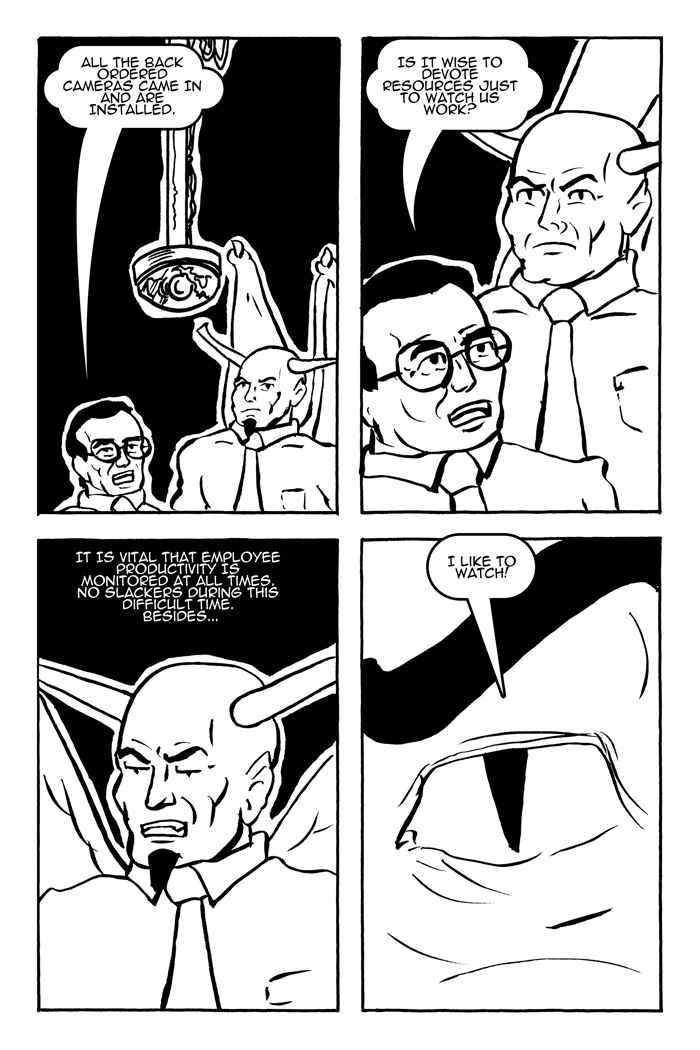 ALL THE BACK
ORDERED
CAMERAS CAME IN
AND ARE
INSTALLED.
IS IT WISE TO
DEVOTE
RESOURCES JUST
TO WATCH US
WORK?
IT IS VITAL THAT EMPLOYEE
PRODUCTIVITY IS
MONITORED AT ALL TIMES.
NO SLACKERS DURING THIS
DIFFICULT TIME.
BESIDES...
I LIKE TO
WATCH!